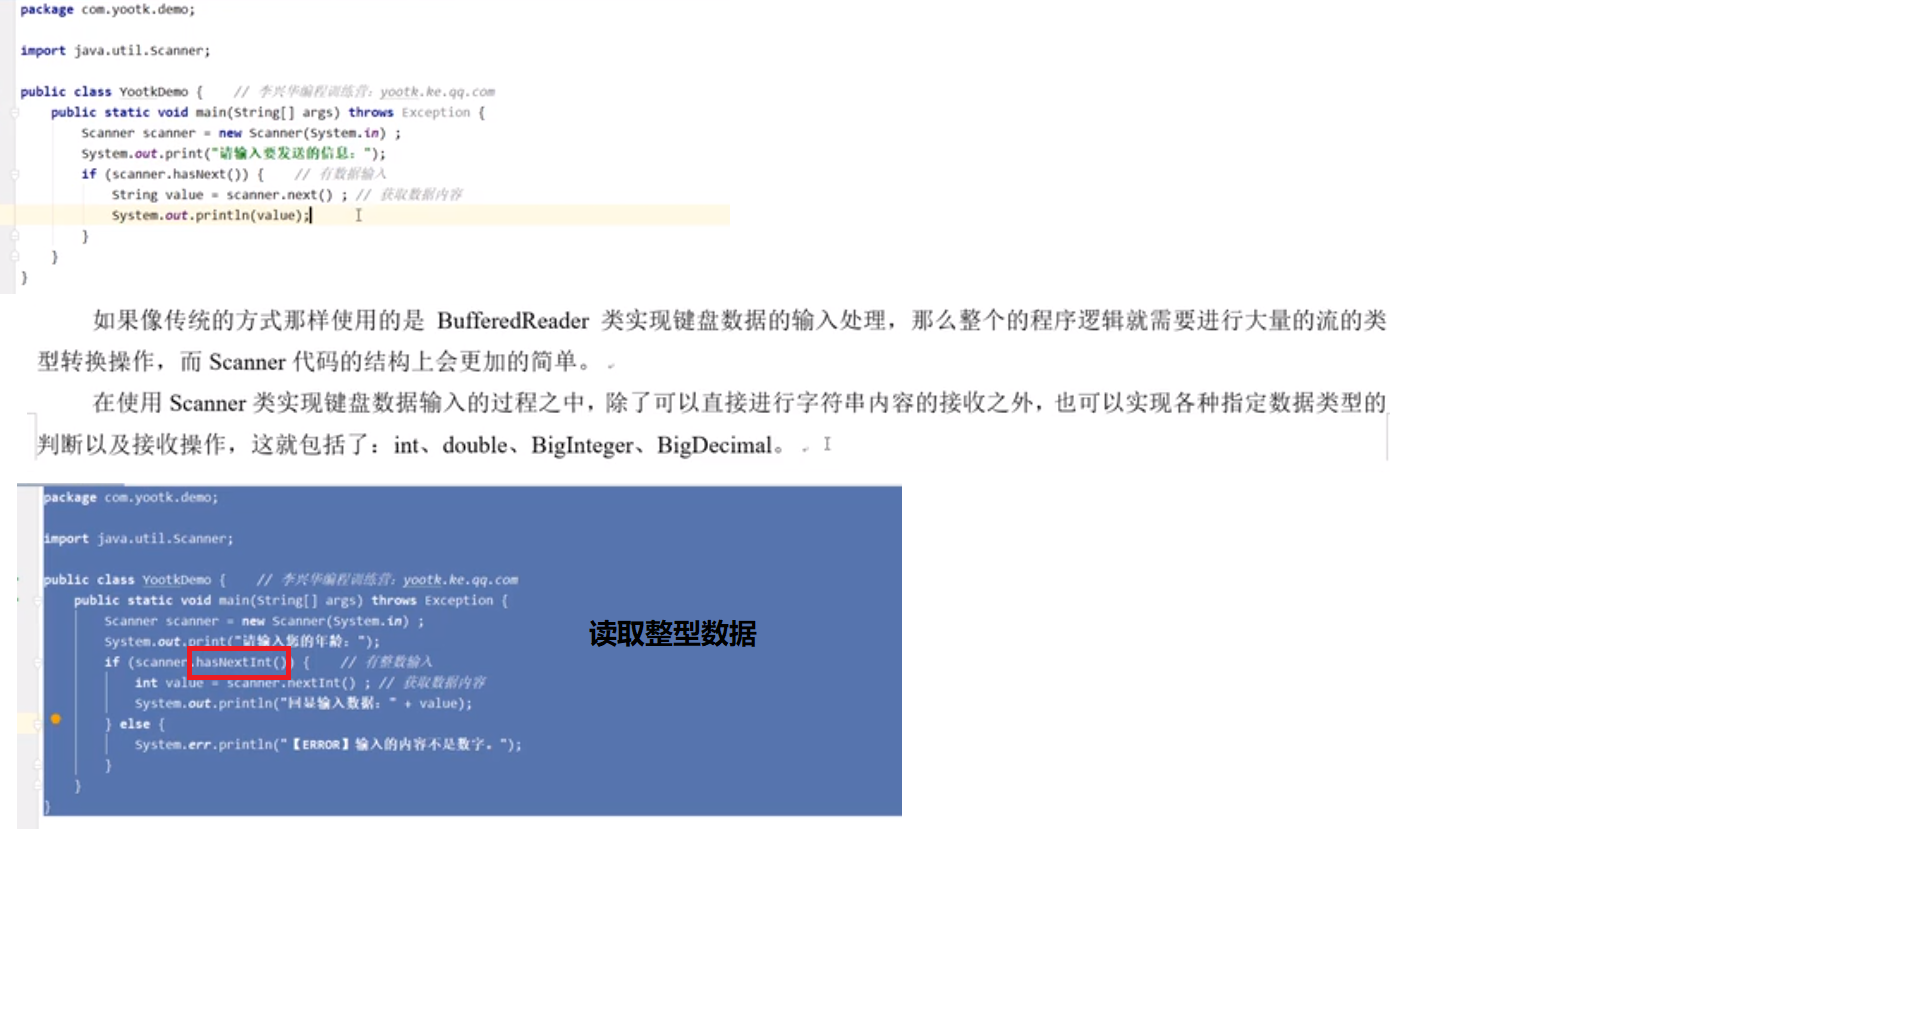 package com.yootk.demo;
import java.util.Scanner;
public class YootkDemo {    // 李兴华编程训练营：yootk.ke.qq.com
public static void main(String[] args) throws Exception {
Scanner scanner = new Scanner(System.in) ;
System.out.print("请输入要发送的信息：");
if (scanner.hasNext()) {    // 有数据输入
String value = scanner.next() ; // 获取数据内容
System.out.println(value);
}
}
}
如果像传统的方式那样使用的是 BufferedReader 类实现键盘数据的输入处理，那么整个的程序逻辑就需要进行大量的流的类
型转换操作，而 Scanner 代码的结构上会更加的简单。
在使用 Scanner 类实现键盘数据输入的过程之中，除了可以直接进行字符串内容的接收之外，也可以实现各种指定数据类型的
判断以及接收操作，这就包括了：int、double、BigInteger、BigDecimal。
package com.yootk.demo;
import java.util.Scanner;
public class YootkDemo {    // 李兴华编程训练营：yootk.ke.qq.com
public static void main(String[] args) throws Exception {
Scanner scanner = new Scanner(System.in) ;
System.out.print("请输入您的年龄：");
读取整型数据
if (scanner.hasNextInt()) {    // 有整数输入
int value = scanner.nextInt() ; // 获取数据内容
System.out.println("回显输入数据：" + value);
} else {
System.err.println("【ERROR】输入的内容不是数字。");
}
}
}